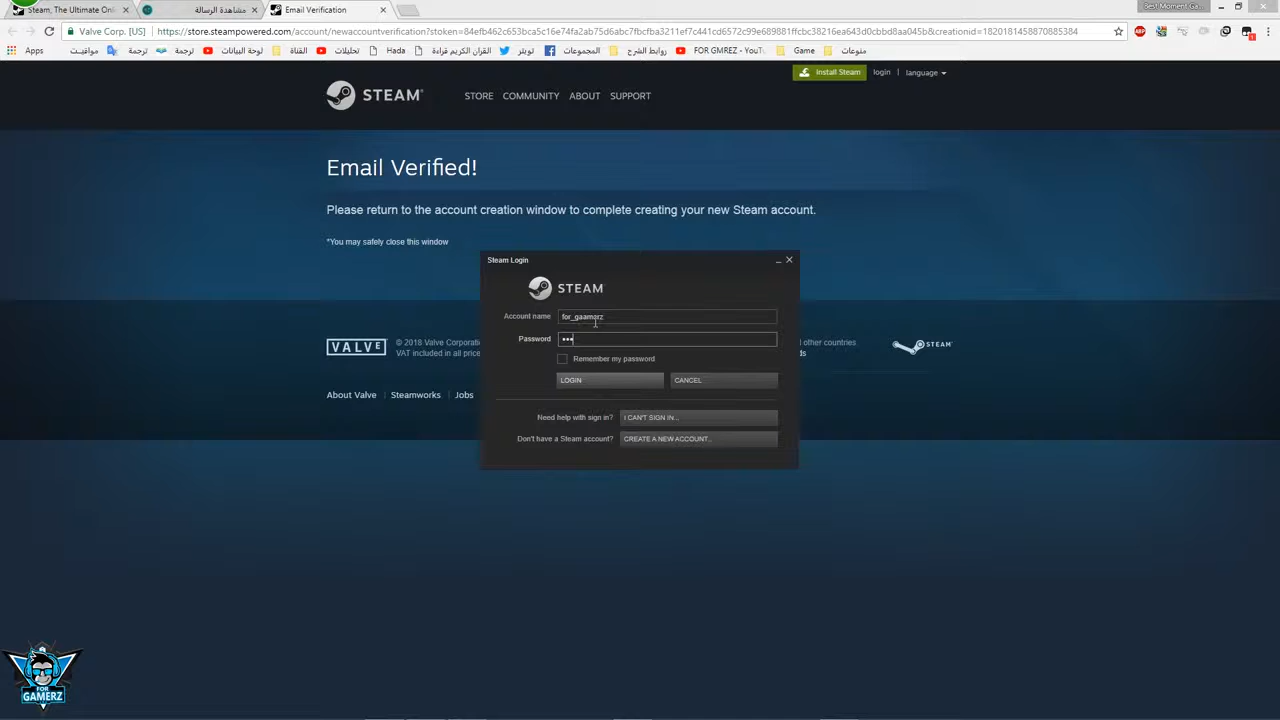 Steam, The Ultimate Onli
مشاهدة الرسالة
Email Verification
Best Moment Ga
Valve Corp. [US]
https://store.steampowered.com/account/newaccountverification?stoken=84efb462c653bca5c16e74fa2ab75d6abc7fbcfba3211ef7c441cd6572c99e689881ffcbc38216ea643d0cbbd8aa045b&creationid=1820181458870885384
Apps
مواقيت
ترجمة
ترجمة
لوحة البيانات
القناة
تحليلات
Hada
القران الكريم قراءة
تويتر
المجموعات
روابط الشرح
FOR GMREZ - YouTu
Game
منوعات
Install Steam
login
language
STEAM
STORE
COMMUNITY
ABOUT
SUPPORT
Email Verified!
Please return to the account creation window to complete creating your new Steam account.
*You may safely close this window
Steam Login
STEAM
Account name
for_gaamerz
Password
•••
Remember my password
LOGIN
CANCEL
Need help with sign in?
I CAN'T SIGN IN...
Don't have a Steam account?
CREATE A NEW ACCOUNT...
VALVE
© 2018 Valve Corporatio
other countries
STEAM
VAT included in all price
ds
About Valve
Steamworks
Jobs
FOR
GAMERZ